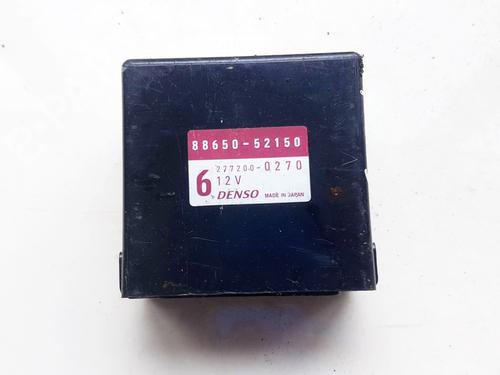 88650-52150
277200-0270
6 12V
DENSO MADE IN JAPAN